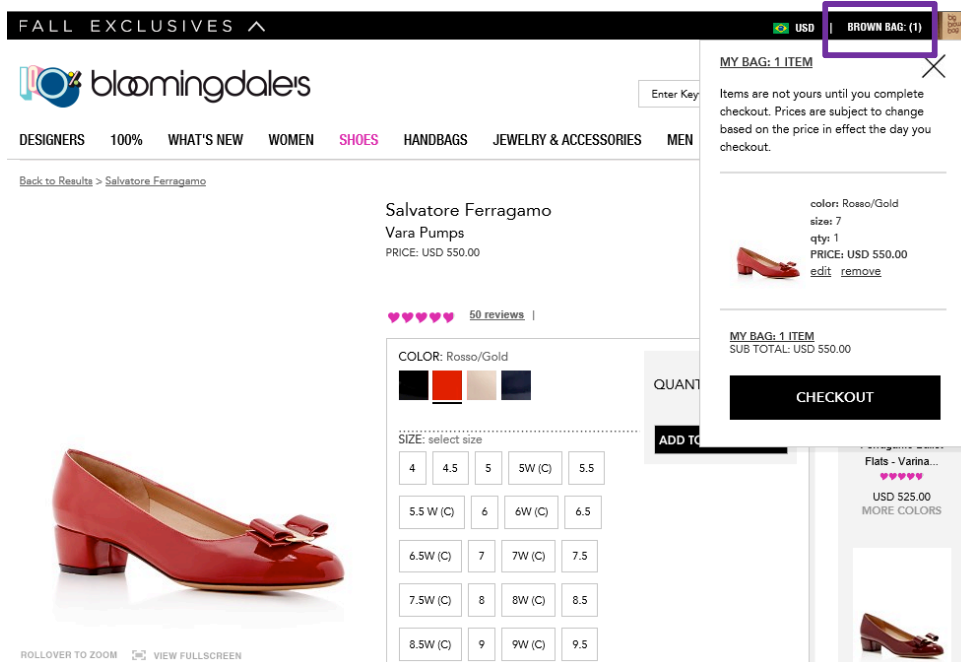 FALL EXCLUSIVES
USD | BROWN BAG: (1)
bloomingdale's
Enter Key
DESIGNERS 100% WHAT'S NEW WOMEN SHOES HANDBAGS JEWELRY & ACCESSORIES MEN
Back to Results > Salvatore Ferragamo
Salvatore Ferragamo
Vara Pumps
PRICE: USD 550.00
50 reviews |
COLOR: Rosso/Gold
QUANT
SIZE: select size
ADD TO
4 4.5 5 5W (C) 5.5
5.5 W (C) 6 6W (C) 6.5
6.5W (C) 7 7W (C) 7.5
7.5W (C) 8 8W (C) 8.5
8.5W (C) 9 9W (C) 9.5
ROLLOVER TO ZOOM VIEW FULLSCREEN
MY BAG: 1 ITEM
Items are not yours until you complete
checkout. Prices are subject to change
based on the price in effect the day you
checkout.
color: Rosso/Gold
size: 7
qty: 1
PRICE: USD 550.00
edit remove
MY BAG: 1 ITEM
SUB TOTAL: USD 550.00
CHECKOUT
Flats - Varina...
USD 525.00
MORE COLORS